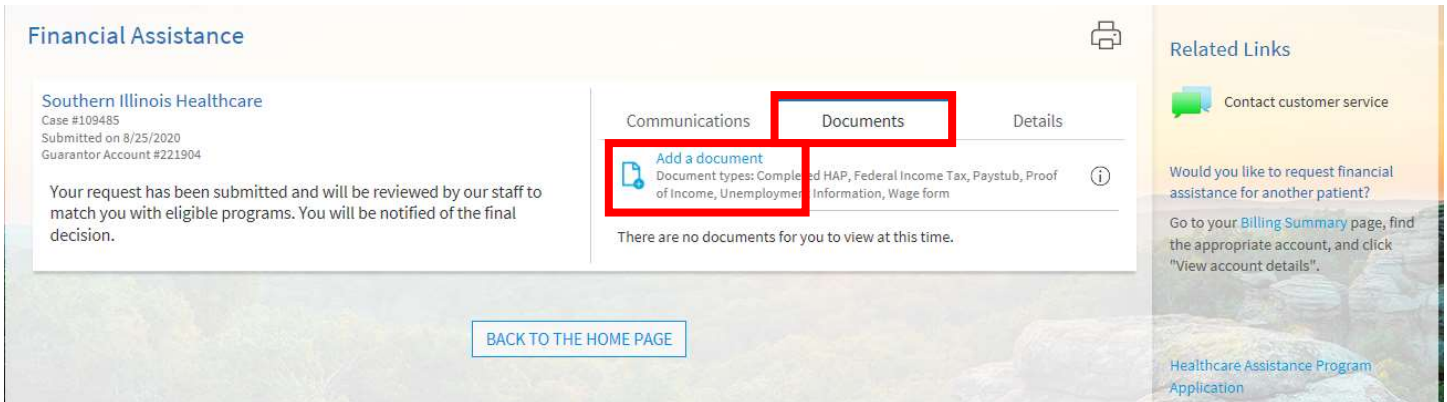 Financial Assistance
Southern Illinois Healthcare
Case #109485
Submitted on 8/25/2020
Guarantor Account #221904
Your request has been submitted and will be reviewed by our staff to
match you with eligible programs. You will be notified of the final
decision.
Communications
Documents
Details
Add a document
Document types: Completed HAP, Federal Income Tax, Paystub, Proof
of Income, Unemployment Information, Wage form
There are no documents for you to view at this time.
BACK TO THE HOME PAGE
Related Links
Contact customer service
Would you like to request financial
assistance for another patient?
Go to your Billing Summary page, find
the appropriate account, and click
"View account details".
Healthcare Assistance Program
Application